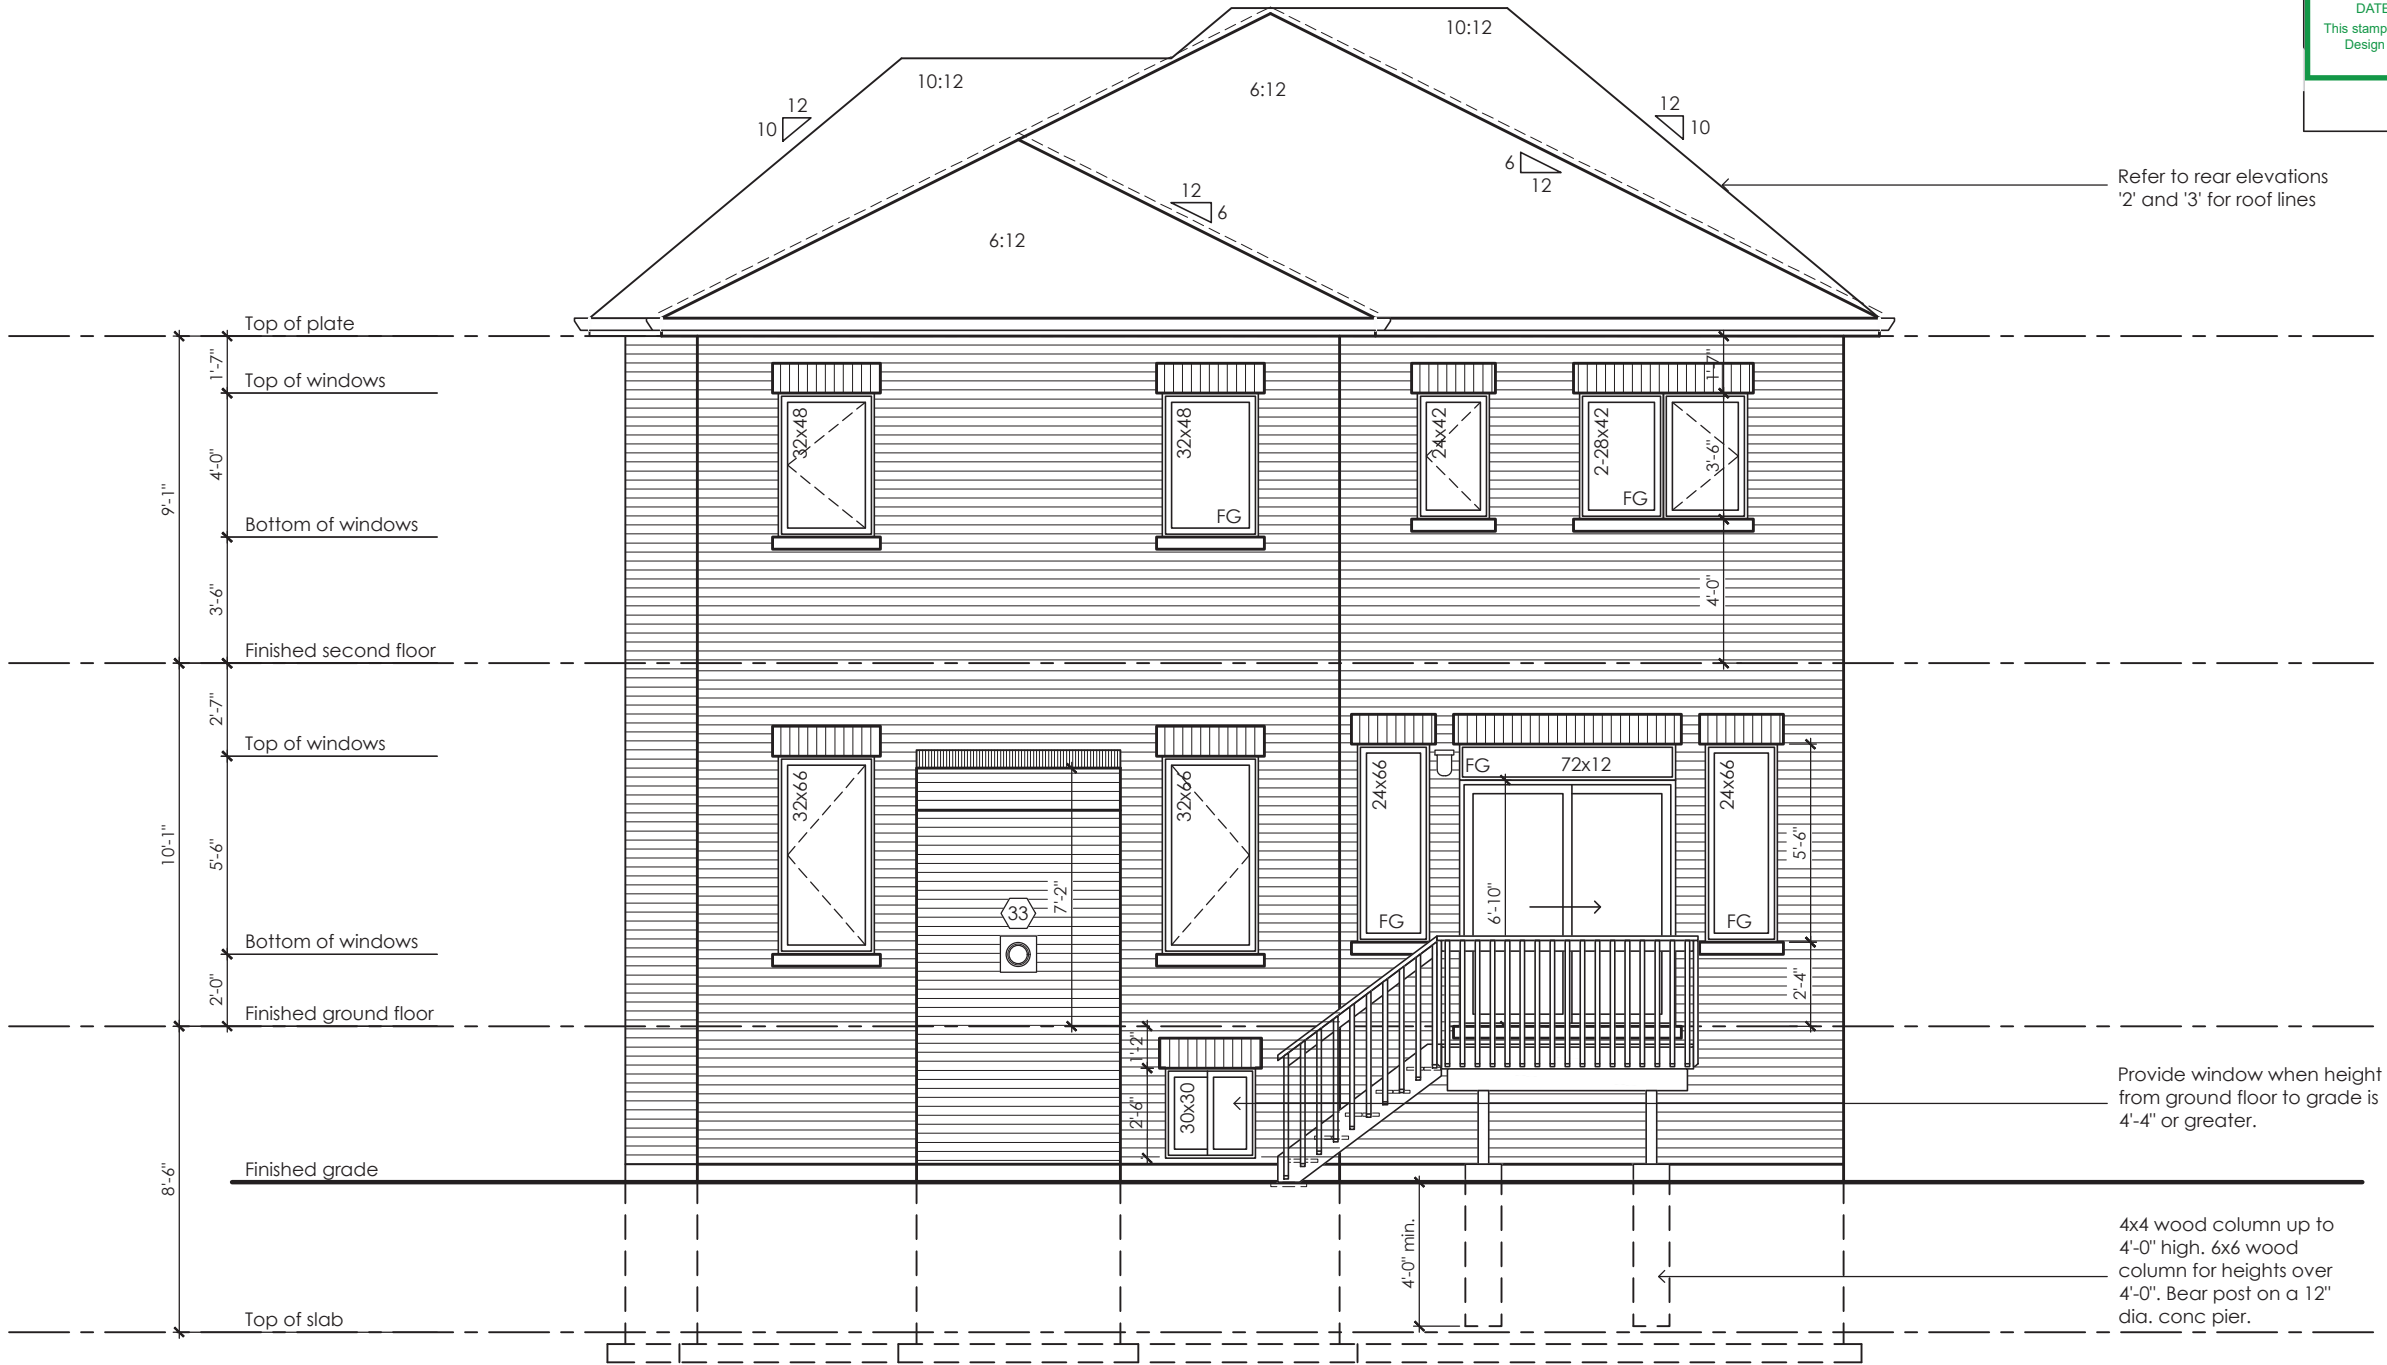 DATE
This stamp
Design
10:12
10:12
6:12
6:12
12
10
12
10
6
12
12
6
Refer to rear elevations
'2' and '3' for roof lines
Top of plate
1'-7"
Top of windows
4'-0"
Bottom of windows
3'-6"
9'-1"
Finished second floor
2'-7"
Top of windows
5'-6"
10'-1"
Bottom of windows
2'-0"
Finished ground floor
Finished grade
8'-6"
Top of slab
32x48
32x48
FG
24x42
2-28x42
FG
1'-7"
3'-6"
4'-0"
32x66
32x66
33
7'-2"
24x66
FG
FG
72x12
6'-10"
24x66
FG
5'-6"
2'-4"
1'-2"
2'-6"
30x30
Provide window when height
from ground floor to grade is
4'-4" or greater.
4'-0" min.
4x4 wood column up to
4'-0" high. 6x6 wood
column for heights over
4'-0". Bear post on a 12"
dia. conc pier.